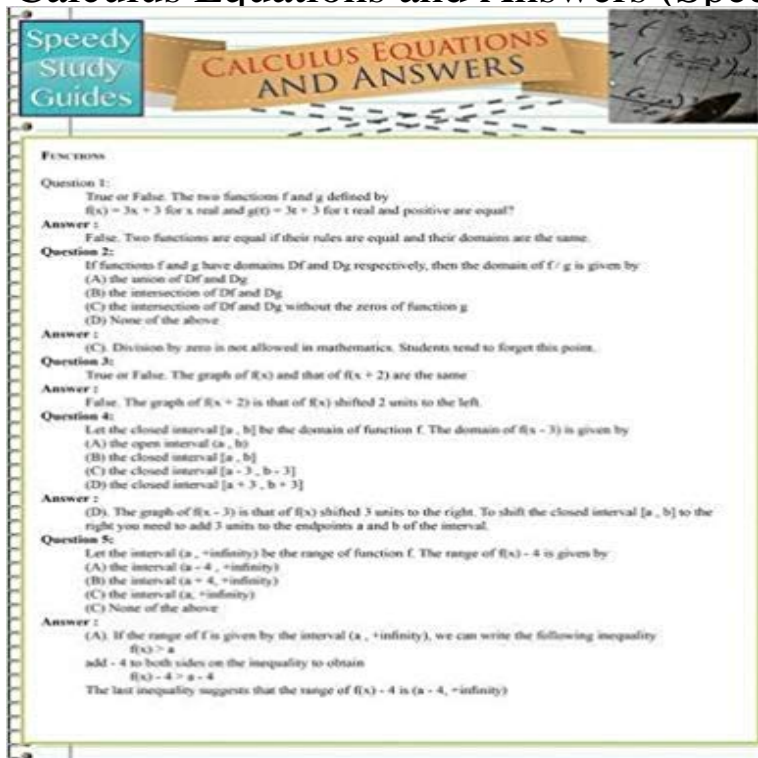 Calculus Equations and Answers (Spee
Speedy
Study
Guides
CALCULUS EQUATIONS
AND ANSWERS
FUNCTIONS
Question 1:
True or False. The two functions f and g defined by
f(x) = 3x + 3 for x real and g(t) = 3t + 3 for t real and positive are equal?
Answer :
False. Two functions are equal if their rules are equal and their domains are the same.
Question 2:
If functions f and g have domains Df and Dg respectively, then the domain of f / g is given by
(A) the union of Df and Dg
(B) the intersection of Df and Dg
(C) the intersection of Df and Dg without the zeros of function g
(D) None of the above
Answer :
(C). Division by zero is not allowed in mathematics. Students tend to forget this point.
Question 3:
True or False. The graph of f(x) and that of f(x + 2) are the same
Answer :
False. The graph of f(x + 2) is that of f(x) shifted 2 units to the left.
Question 4:
Let the closed interval [a , b] be the domain of function f. The domain of f(x - 3) is given by
(A) the open interval (a , b)
(B) the closed interval [a , b]
(C) the closed interval [a - 3 , b - 3]
(D) the closed interval [a + 3 , b + 3]
Answer :
(D). The graph of f(x - 3) is that of f(x) shifted 3 units to the right. To shift the closed interval [a , b] to the
right you need to add 3 units to the endpoints a and b of the interval.
Question 5:
Let the interval (a , +infinity) be the range of function f. The range of f(x) - 4 is given by
(A) the interval (a - 4 , +infinity)
(B) the interval (a + 4, +infinity)
(C) the interval (a, +infinity)
(C) None of the above
Answer :
(A). If the range of f is given by the interval (a , +infinity), we can write the following inequality
f(x) > a
add - 4 to both sides on the inequality to obtain
f(x) - 4 > a - 4
The last inequality suggests that the range of f(x) - 4 is (a - 4, +infinity)